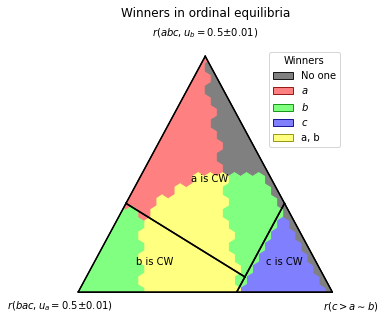 Winners in ordinal equilibria
r(abc, u_b = 0.5±0.01)
Winners
No one
a
b
c
a, b
a is CW
b is CW
c is CW
r(bac, u_a = 0.5±0.01)
r(c > a ∼ b)